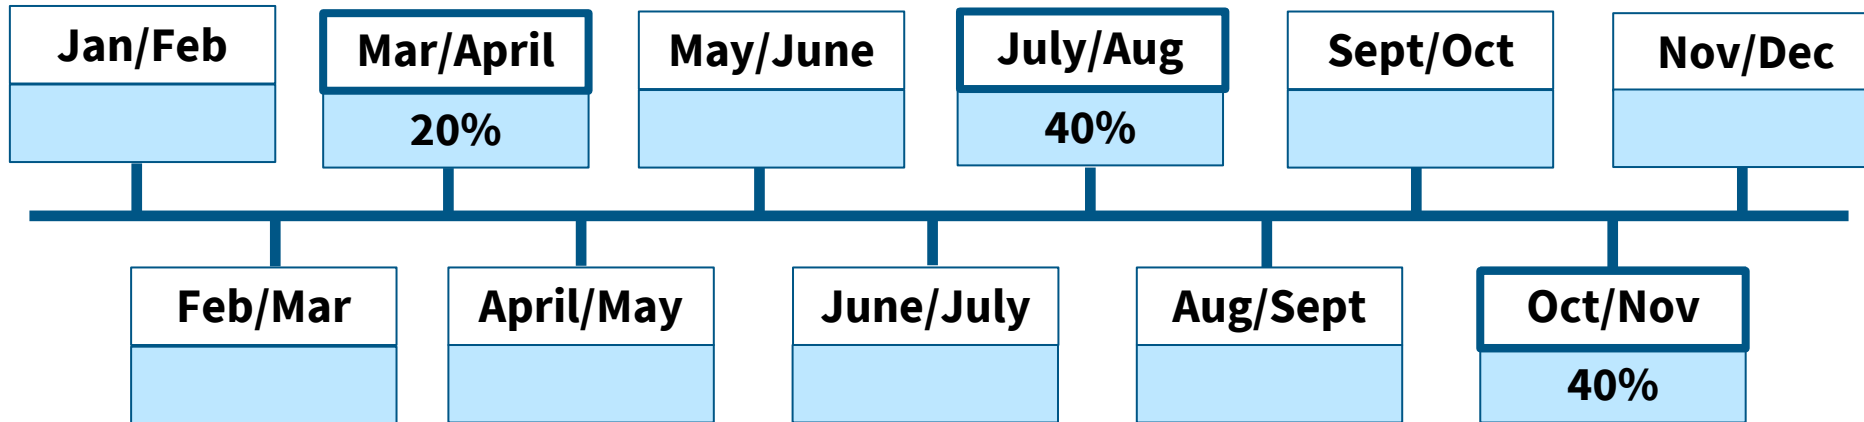 Jan/Feb
Mar/April
May/June
July/Aug
Sept/Oct
Nov/Dec
20%
40%
Feb/Mar
April/May
June/July
Aug/Sept
Oct/Nov
40%